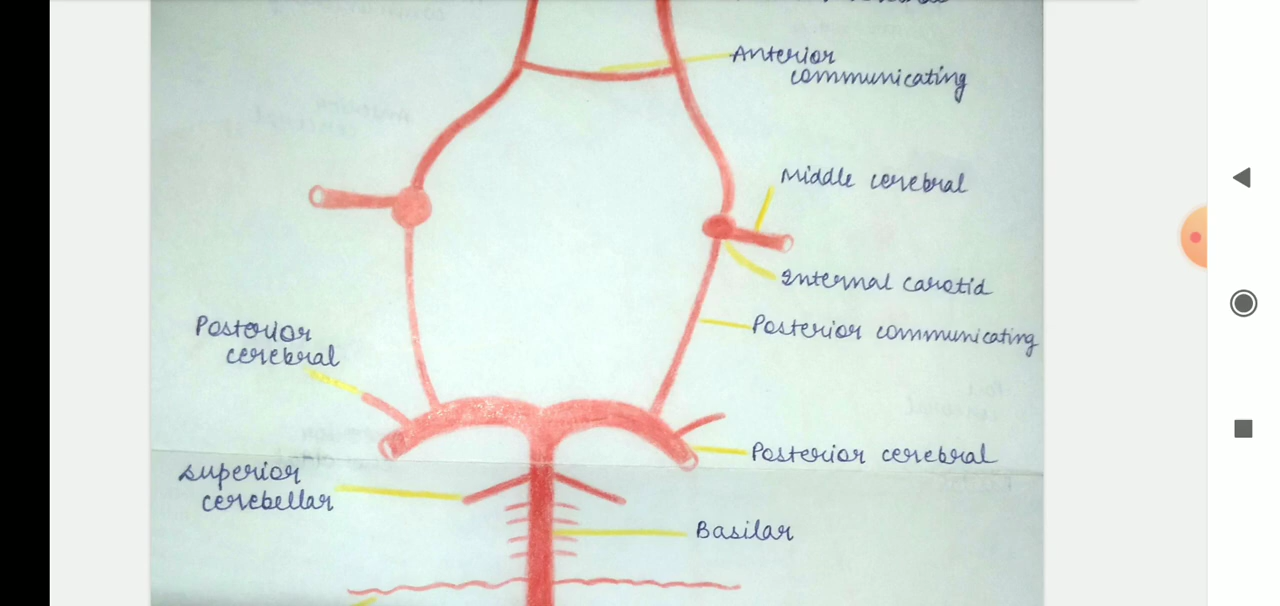 Anterior
communicating
Middle cerebral
Internal carotid
Posterior
cerebral
Posterior communicating
Posterior cerebral
superior
cerebellar
Basilar